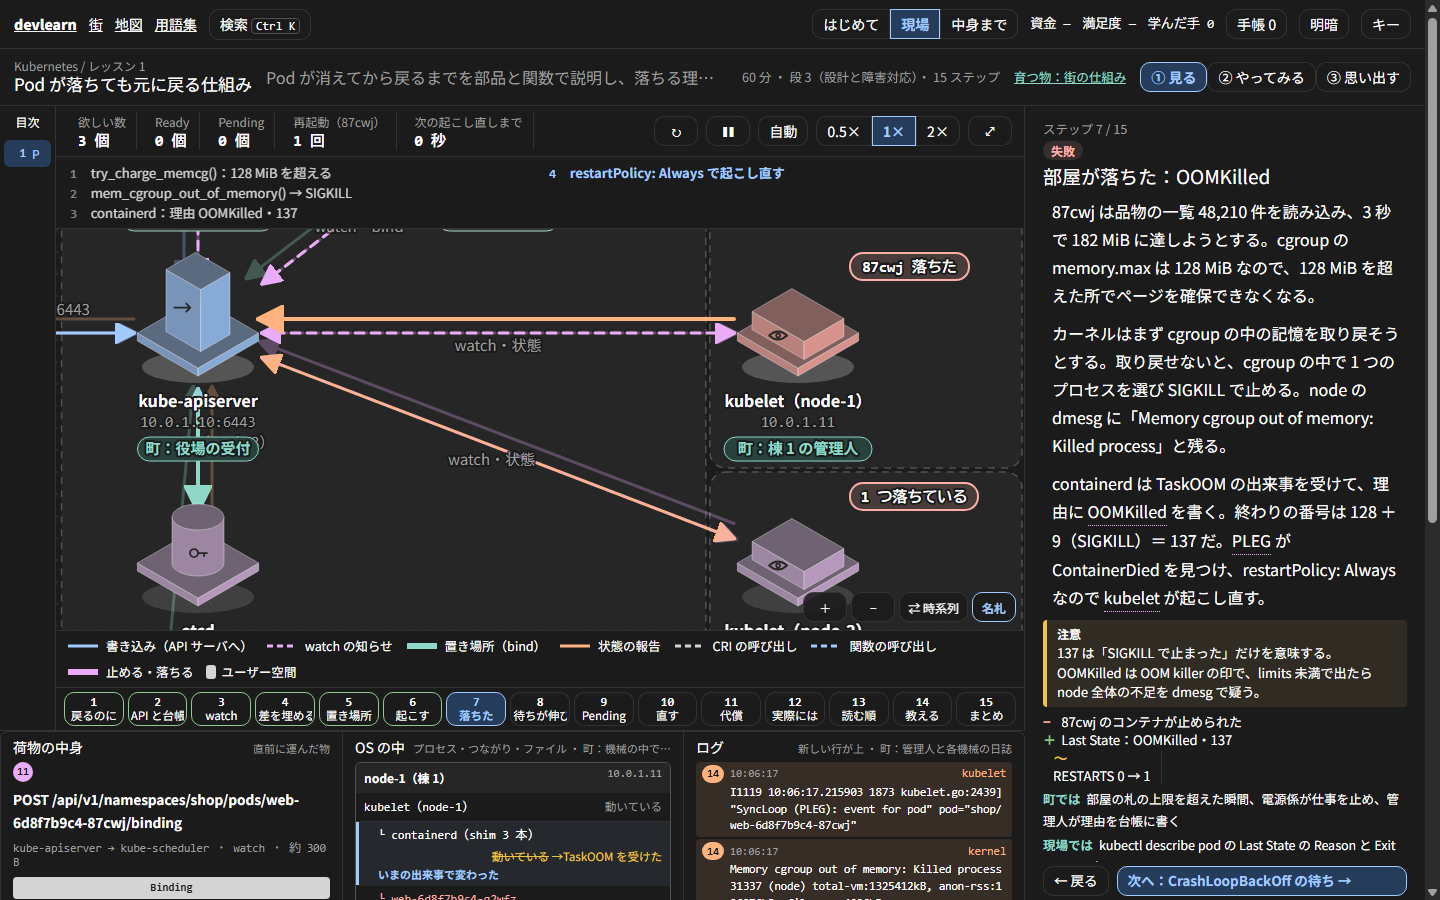 devlearn 街 地図 用語集 検索 Ctrl K はじめて 現場 中身まで 資金 — 満足度 — 学んだ手 0 手帳 0 明暗 キー
Kubernetes / レッスン 1
Pod が落ちても元に戻る仕組み Pod が消えてから戻るまでを部品と関数で説明し、落ちる理… 60 分・段 3（設計と障害対応）・15 ステップ 育つ物：街の仕組み ① 見る ② やってみる ③ 思い出す
目次
1 P
欲しい数 Ready Pending 再起動（87cwj） 次の起こし直しまで
3 個 0 個 0 個 1 回 0 秒
↻ 自動 0.5× 1× 2×
1 try_charge_memcg()：128 MiB を超える
2 mem_cgroup_out_of_memory() → SIGKILL
3 containerd：理由 OOMKilled・137
4 restartPolicy: Always で起こし直す
watch・bind
6443
87cwj 落ちた
watch・状態
kube-apiserver
10.0.1.10:6443
町：役場の受付
kubelet（node-1）
10.0.1.11
町：棟 1 の管理人
watch・状態
1 つ落ちている
etcd
kubelet（node-2）
+ − ⇄ 時系列 名札
書き込み（API サーバへ） watch の知らせ 置き場所（bind） 状態の報告 CRI の呼び出し 関数の呼び出し
止める・落ちる ユーザー空間
1 戻るのに
2 API と台帳
3 watch
4 差を埋める
5 置き場所
6 起こす
7 落ちた
8 待ちが伸び
9 Pending
10 直す
11 代償
12 実際には
13 読む順
14 教える
15 まとめ
荷物の中身 直前に運んだ物
11
POST /api/v1/namespaces/shop/pods/web-
6d8f7b9c4-87cwj/binding
kube-apiserver → kube-scheduler ・ watch ・ 約 300
B
Binding
OS の中 プロセス・つながり・ファイル・町：機械の中で…
node-1（棟 1） 10.0.1.11
kubelet（node-1） 動いている
└ containerd（shim 3 本）
動いている →TaskOOM を受けた
いまの出来事で変わった
└ web-6d8f7b9c4-q2wfz
ログ 新しい行が上・町：管理人と各機械の日誌
14 10:06:17 kubelet
I1119 10:06:17.215903 1873 kubelet.go:2439]
"SyncLoop (PLEG): event for pod" pod="shop/
web-6d8f7b9c4-87cwj"
14 10:06:17 kernel
Memory cgroup out of memory: Killed process
31337 (node) total-vm:1325412kB, anon-rss:1
ステップ 7 / 15
失敗
部屋が落ちた：OOMKilled
87cwj は品物の一覧 48,210 件を読み込み、3 秒
で 182 MiB に達しようとする。cgroup の
memory.max は 128 MiB なので、128 MiB を超
えた所でページを確保できなくなる。
カーネルはまず cgroup の中の記憶を取り戻そう
とする。取り戻せないと、cgroup の中で 1 つの
プロセスを選び SIGKILL で止める。node の
dmesg に「Memory cgroup out of memory:
Killed process」と残る。
containerd は TaskOOM の出来事を受けて、理
由に OOMKilled を書く。終わりの番号は 128 +
9（SIGKILL）＝ 137 だ。PLEG が
ContainerDied を見つけ、restartPolicy: Always
なので kubelet が起こし直す。
注意
137 は「SIGKILL で止まった」だけを意味する。
OOMKilled は OOM killer の印で、limits 未満で出たら
node 全体の不足を dmesg で疑う。
− 87cwj のコンテナが止められた
+ Last State：OOMKilled・137
〜
RESTARTS 0 → 1
町では 部屋の札の上限を超えた瞬間、電源係が仕事を止め、管
理人が理由を台帳に書く
現場では kubectl describe pod の Last State の Reason と Exit
← 戻る 次へ：CrashLoopBackOff の待ち →